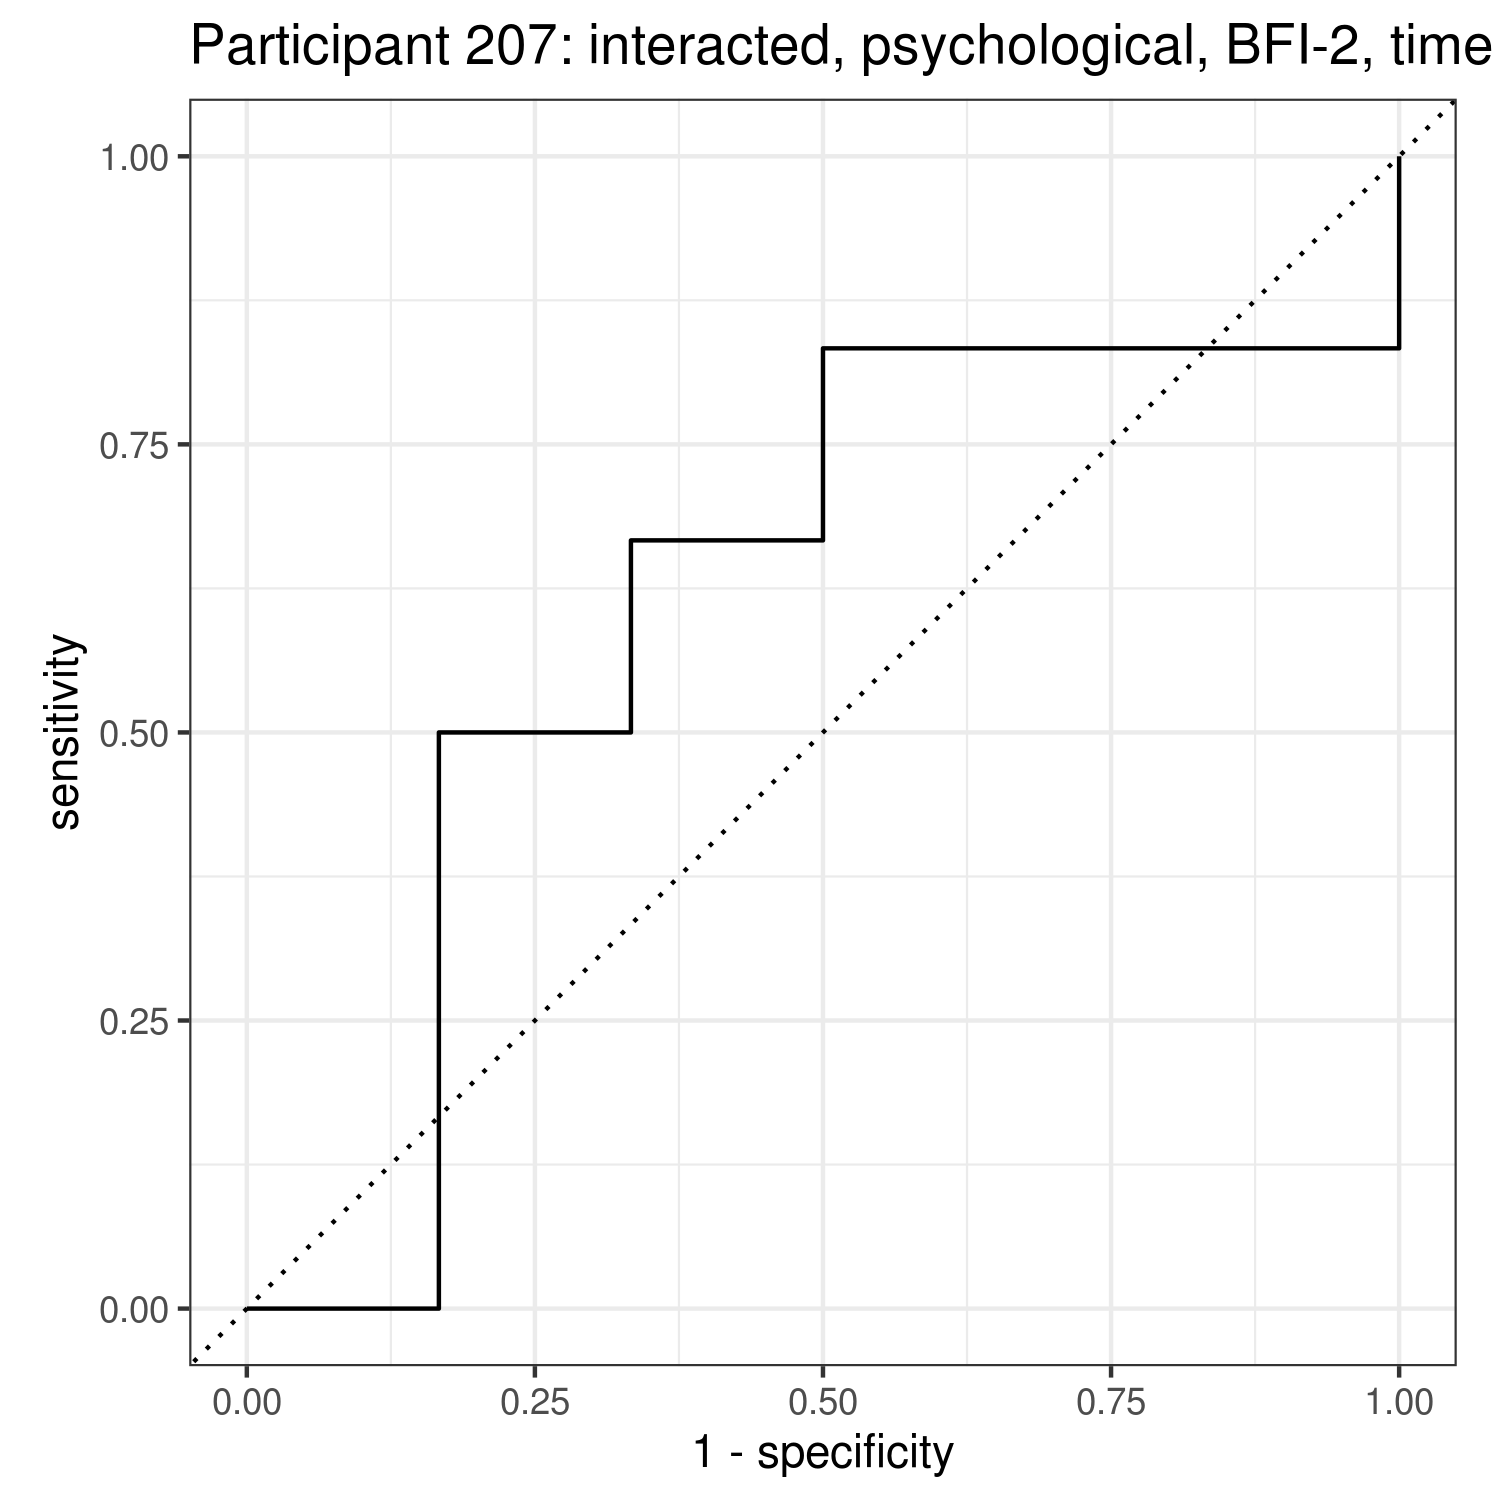 Participant 207: interacted, psychological, BFI-2, time
1.00
0.75
0.50
0.25
0.00
sensitivity
0.00 0.25 0.50 0.75 1.00
1 - specificity